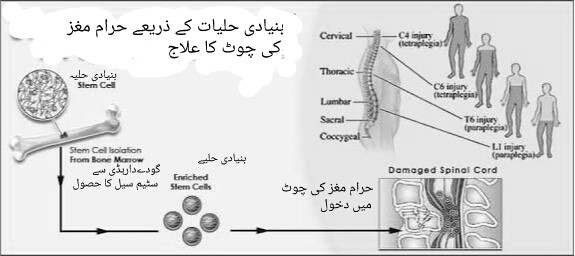 بنیادی حلیات کے ذریعے حرام مغز
کی چوٹ کا علاج
بنیادی حلیہ
Stem Cell
Stem Cell Isolation
From Bone Marrow
گودےدارہڈی سے
سٹیم سیل کا حصول
بنیادی حلیے
Enriched
Stem Cells
حرام مغز کی چوٹ
میں دخول
Damaged Spinal Cord
Cervical
Thoracic
Lumbar
Sacral
Coccygeal
C4 injury
(tetraplegia)
C6 injury
(tetraplegia)
T6 injury
(paraplegia)
L1 injury
(paraplegia)